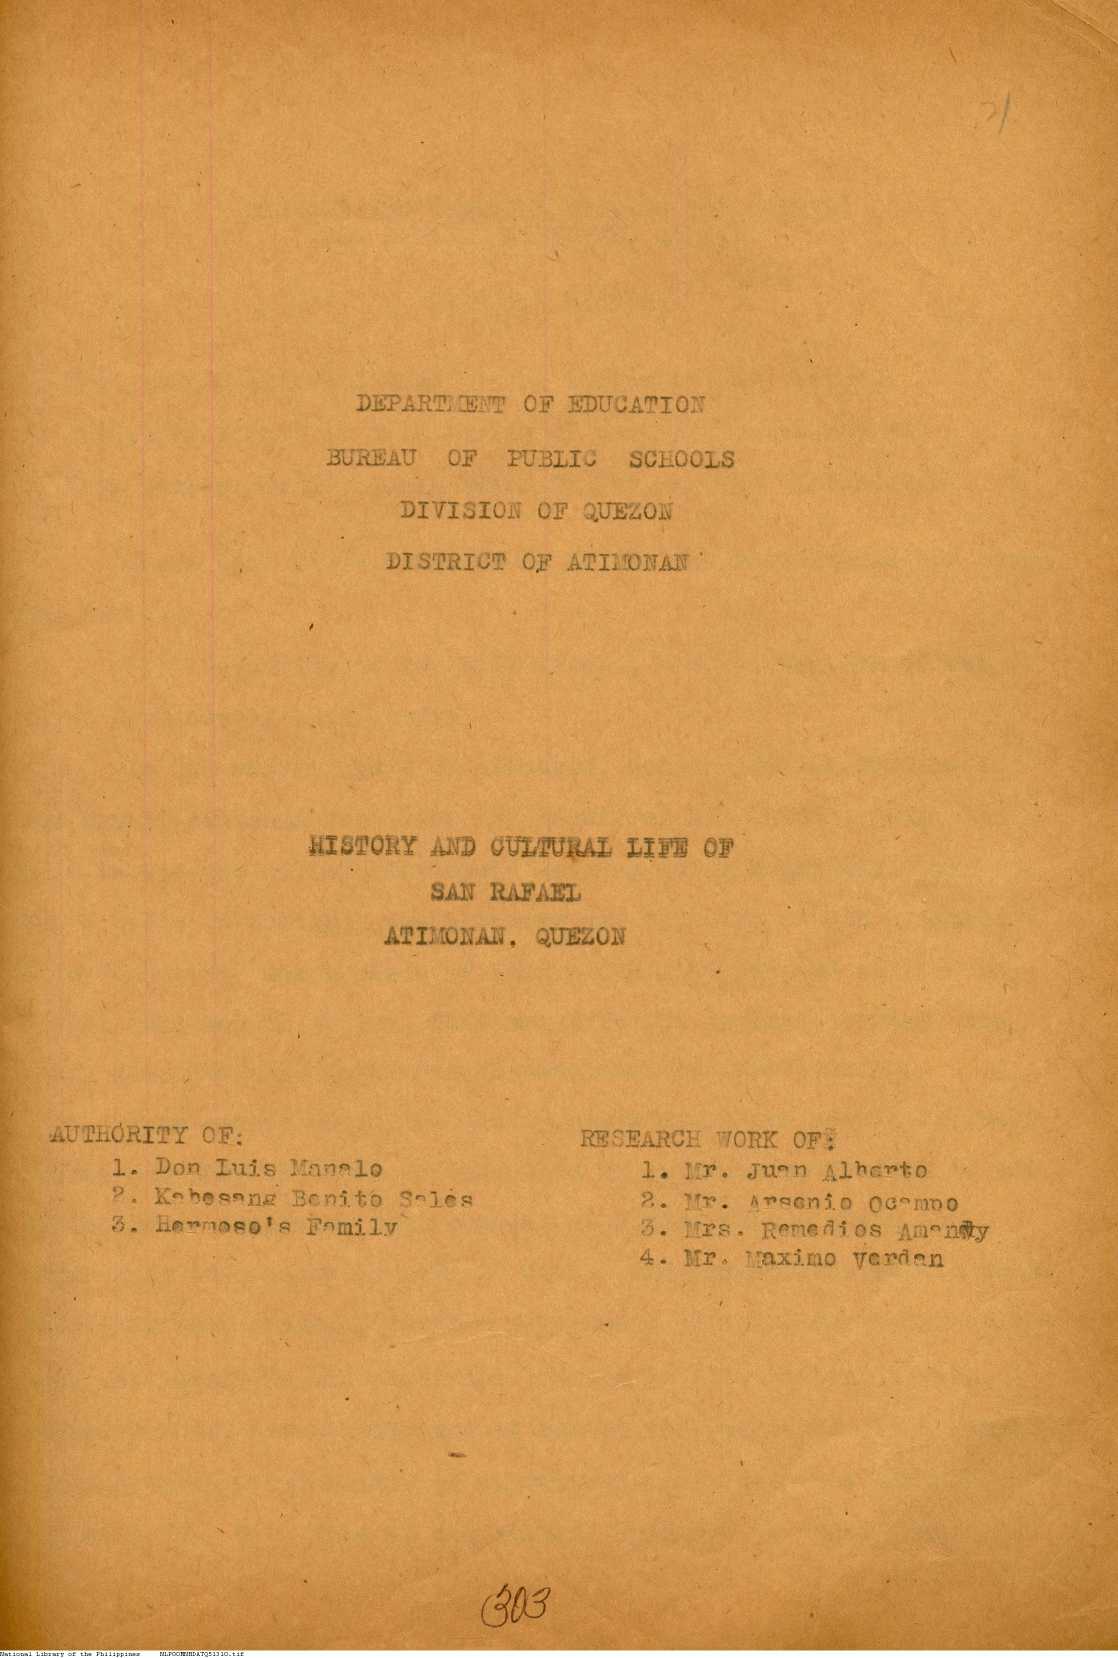 21
DEPARTMENT OF EDUCATION
BUREAU OF PUBLIC SCHOOLS
DIVISION OF QUEZON
DISTRICT OF ATIMONAN
HISTORY AND CULTURAL LIFE OF
SAN RAFAEL
ATIMONAN, QUEZON
AUTHORITY OF:
1. Don Luis Manalo
2. Kabesang Benito Sales
3. Hermoso's Family
RESEARCH WORK OF:
1. Mr. Juan Alberto
2. Mr. Arsenio Ocampo
3. Mrs. Remedios Amandy
4. Mr. Maximo Verdan
303
National Library of the Philippines